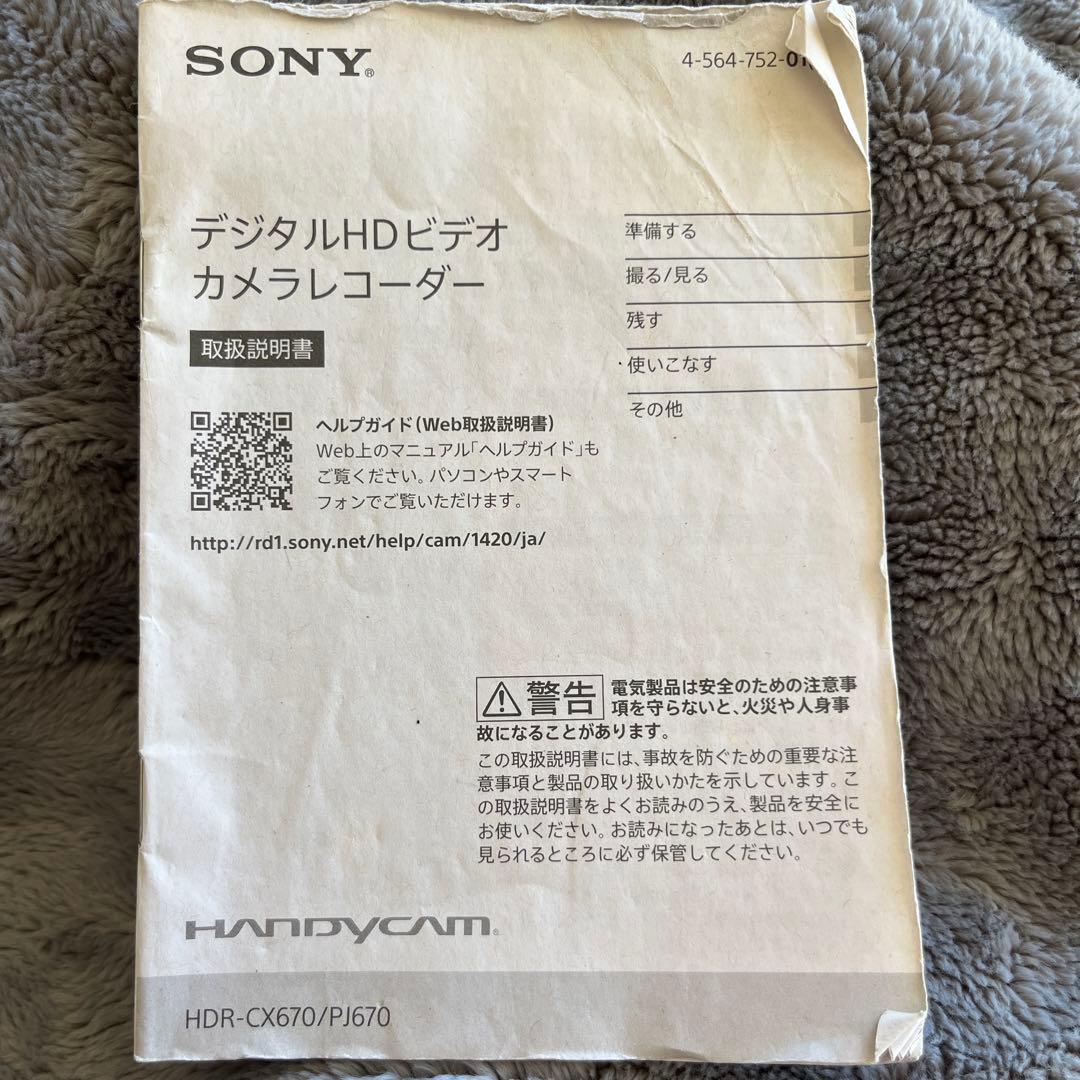 SONY®
4-564-752-01
デジタルHDビデオ
カメラレコーダー
取扱説明書
準備する
撮る/見る
残す
使いこなす
その他
ヘルプガイド(Web取扱説明書)
Web上のマニュアル「ヘルプガイド」も
ご覧ください。パソコンやスマート
フォンでご覧いただけます。
http://rd1.sony.net/help/cam/1420/ja/
警告 電気製品は安全のための注意事
項を守らないと、火災や人身事
故になることがあります。
この取扱説明書には、事故を防ぐための重要な注
意事項と製品の取り扱いかたを示しています。こ
の取扱説明書をよくお読みのうえ、製品を安全に
お使いください。お読みになったあとは、いつでも
見られるところに必ず保管してください。
HANDYCAM®
HDR-CX670/PJ670